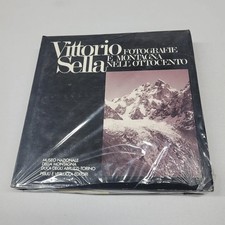 Vittorio
Sella
FOTOGRAFIE
E MONTAGNA
NELL'OTTOCENTO
MUSEO NAZIONALE
DELLA MONTAGNA
DUCA DEGLI ABRUZZI · TORINO
PRIULI E VERLUCCA EDITORI